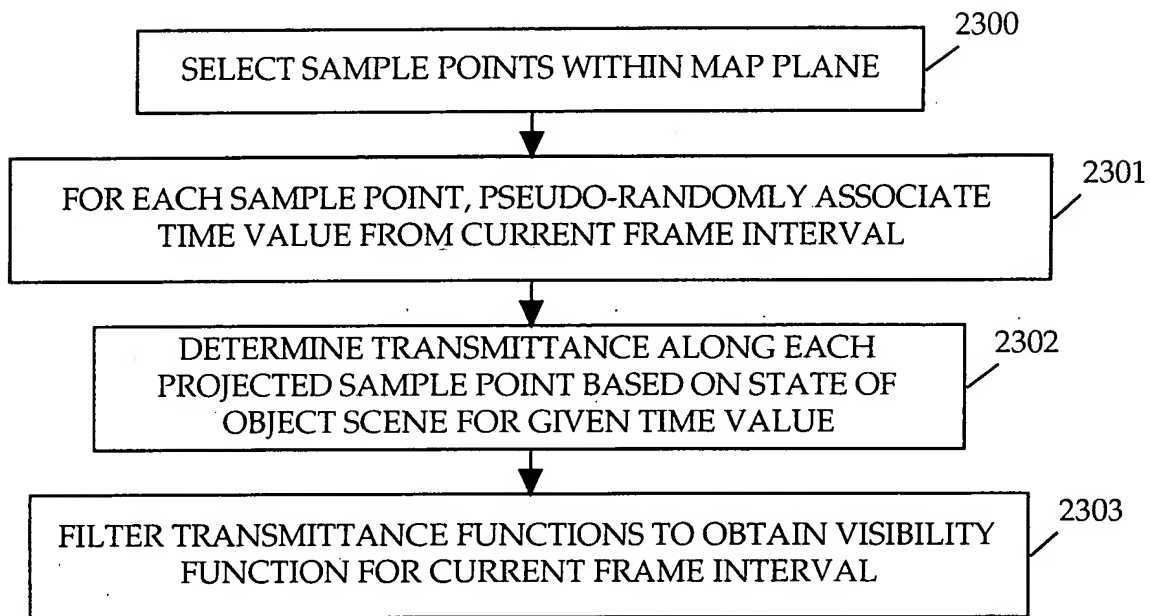 2300
SELECT SAMPLE POINTS WITHIN MAP PLANE
2301
FOR EACH SAMPLE POINT, PSEUDO-RANDOMLY ASSOCIATE
TIME VALUE FROM CURRENT FRAME INTERVAL
2302
DETERMINE TRANSMITTANCE ALONG EACH
PROJECTED SAMPLE POINT BASED ON STATE OF
OBJECT SCENE FOR GIVEN TIME VALUE
2303
FILTER TRANSMITTANCE FUNCTIONS TO OBTAIN VISIBILITY
FUNCTION FOR CURRENT FRAME INTERVAL